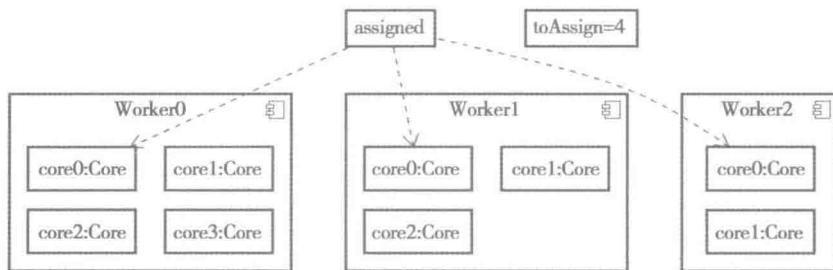 assigned toAssign=4
Worker0 Worker1 Worker2
core0:Core core1:Core core0:Core core1:Core core0:Core
core2:Core core3:Core core2:Core core1:Core